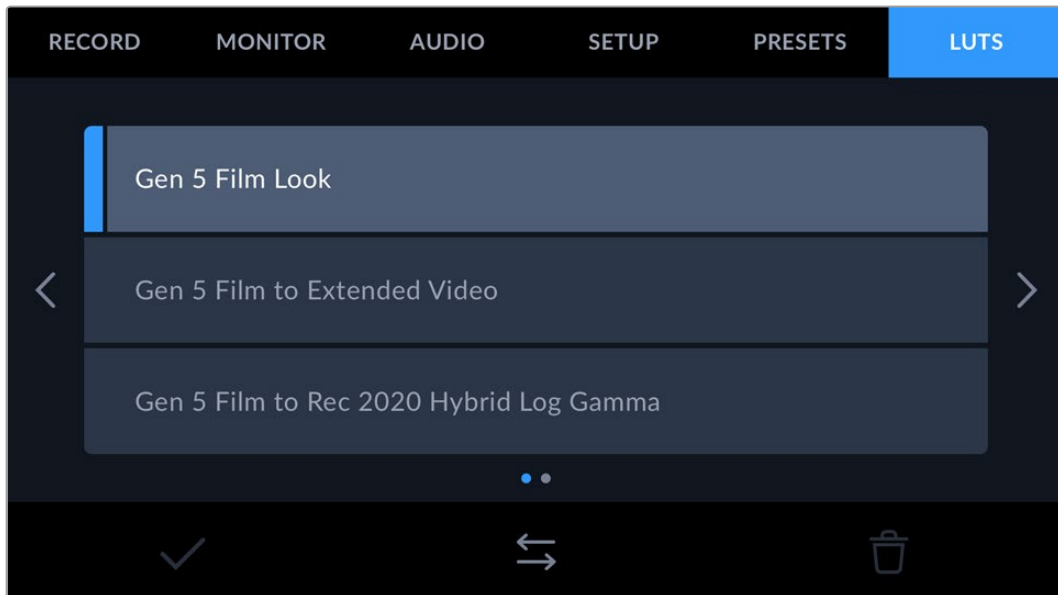 RECORD MONITOR AUDIO SETUP PRESETS LUTS
Gen 5 Film Look
Gen 5 Film to Extended Video
Gen 5 Film to Rec 2020 Hybrid Log Gamma